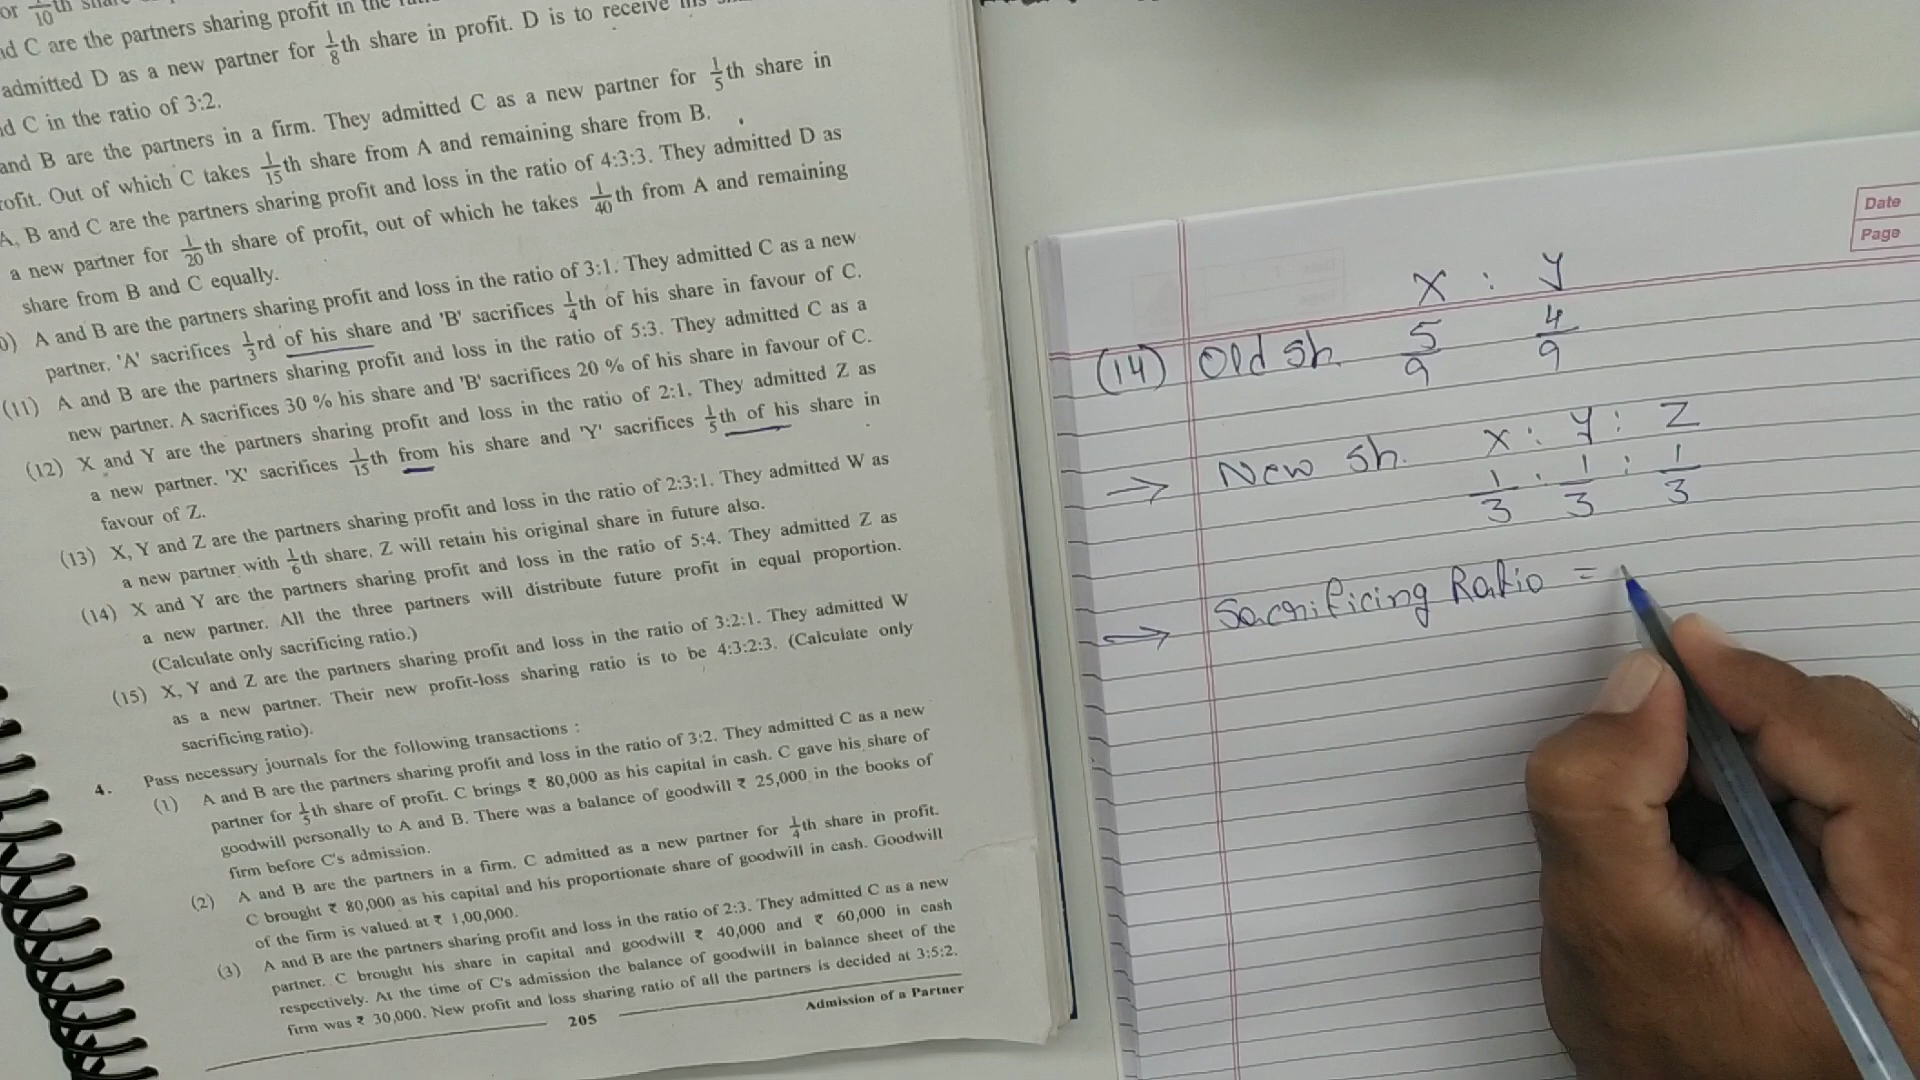 or 1/10th
nd C are the partners sharing profit in the
admitted D as a new partner for 1/8th share in profit. D is to receive his
nd C in the ratio of 3:2.
and B are the partners in a firm. They admitted C as a new partner for 1/5th share in
rofit. Out of which C takes 1/15th share from A and remaining share from B.
A, B and C are the partners sharing profit and loss in the ratio of 4:3:3. They admitted D as
a new partner for 1/20th share of profit, out of which he takes 1/40th from A and remaining
share from B and C equally.
0) A and B are the partners sharing profit and loss in the ratio of 3:1. They admitted C as a new
partner. 'A' sacrifices 1/3rd of his share and 'B' sacrifices 1/4th of his share in favour of C.
(11) A and B are the partners sharing profit and loss in the ratio of 5:3. They admitted C as a
new partner. A sacrifices 30 % his share and 'B' sacrifices 20 % of his share in favour of C.
(12) X and Y are the partners sharing profit and loss in the ratio of 2:1. They admitted Z as
a new partner. 'X' sacrifices 1/15th from his share and 'Y' sacrifices 1/5th of his share in
favour of Z.
(13) X, Y and Z are the partners sharing profit and loss in the ratio of 2:3:1. They admitted W as
a new partner with 1/6th share. Z will retain his original share in future also.
(14) X and Y are the partners sharing profit and loss in the ratio of 5:4. They admitted Z as
a new partner. All the three partners will distribute future profit in equal proportion.
(Calculate only sacrificing ratio.)
(15) X, Y and Z are the partners sharing profit and loss in the ratio of 3:2:1. They admitted W
as a new partner. Their new profit-loss sharing ratio is to be 4:3:2:3. (Calculate only
sacrificing ratio).
4. Pass necessary journals for the following transactions :
(1) A and B are the partners sharing profit and loss in the ratio of 3:2. They admitted C as a new
partner for 1/5th share of profit. C brings ₹ 80,000 as his capital in cash. C gave his share of
goodwill personally to A and B. There was a balance of goodwill ₹ 25,000 in the books of
firm before C's admission.
(2) A and B are the partners in a firm. C admitted as a new partner for 1/4th share in profit.
C brought ₹ 80,000 as his capital and his proportionate share of goodwill in cash. Goodwill
of the firm is valued at ₹ 1,00,000.
(3) A and B are the partners sharing profit and loss in the ratio of 2:3. They admitted C as a new
partner. C brought his share in capital and goodwill ₹ 40,000 and ₹ 60,000 in cash
respectively. At the time of C's admission the balance of goodwill in balance sheet of the
firm was ₹ 30,000. New profit and loss sharing ratio of all the partners is decided at 3:5:2.
205 Admission of a Partner
Date
Page
X : Y
(14) Old Sh. 5/9 4/9
→ New Sh. X : Y : Z
1/3 : 1/3 : 1/3
→ Sacrificing Ratio =